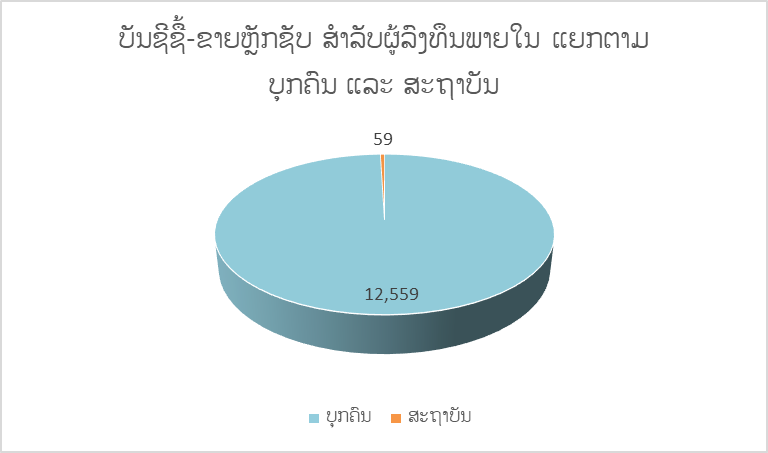 ບັນຊີຊື້-ຂາຍຫຼັກຊັບ ສຳລັບຜູ້ລົງທຶນພາຍໃນ ແຍກຕາມ
ບຸກຄົນ ແລະ ສະຖາບັນ
59
12,559
ບຸກຄົນ ສະຖາບັນ